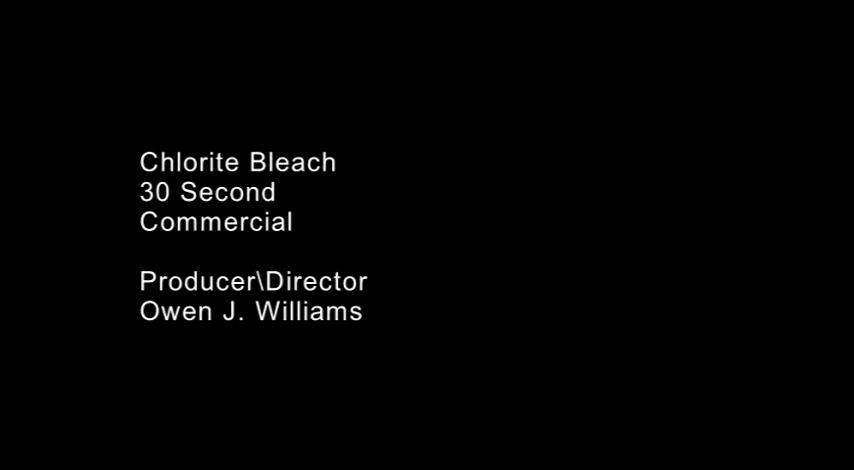 Chlorite Bleach
30 Second
Commercial
Producer\Director
Owen J. Williams